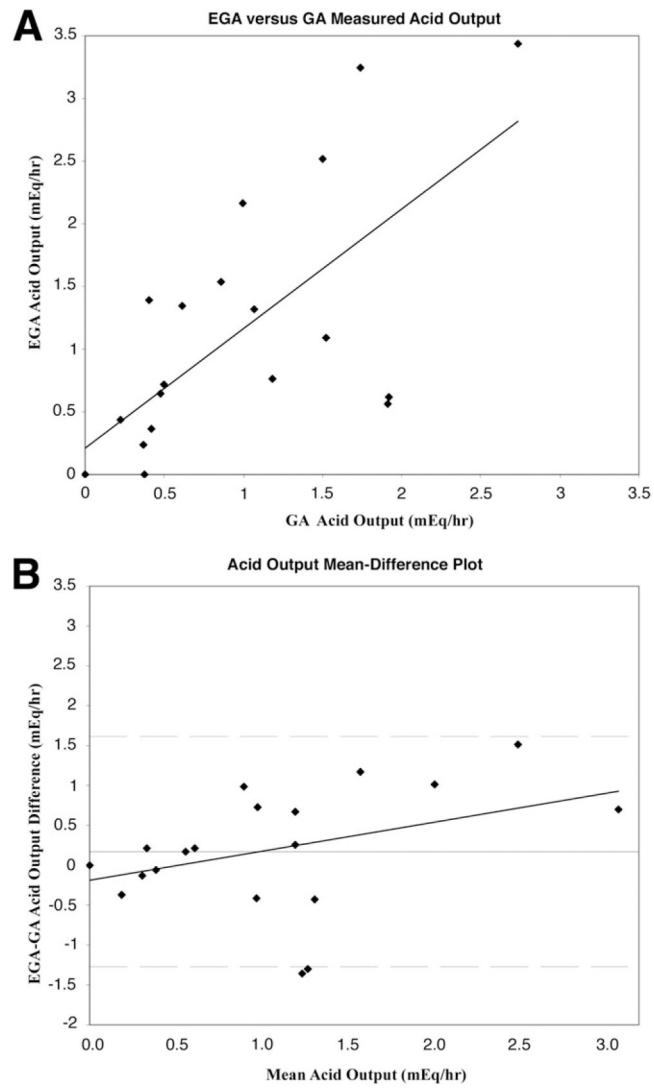 A
EGA versus GA Measured Acid Output
3.5
3
2.5
2
1.5
1
0.5
0
EGA Acid Output (mEq/hr)
0 0.5 1 1.5 2 2.5 3 3.5
GA Acid Output (mEq/hr)
B
Acid Output Mean-Difference Plot
3.5
3
2.5
2
1.5
1
0.5
0
-0.5
-1
-1.5
-2
EGA-GA Acid Output Difference (mEq/hr)
0.0 0.5 1.0 1.5 2.0 2.5 3.0
Mean Acid Output (mEq/hr)